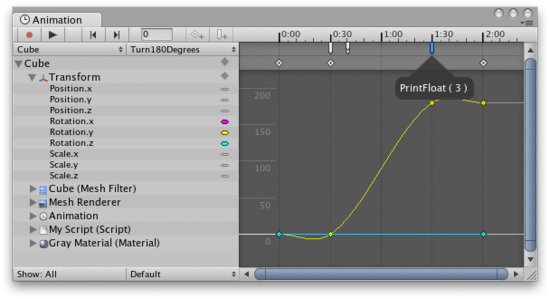 Animation
0
0:00 0:30 1:00 1:30 2:00
Cube Turn180Degrees
Cube
Transform
Position.x
Position.y
Position.z
Rotation.x
Rotation.y
Rotation.z
Scale.x
Scale.y
Scale.z
Cube (Mesh Filter)
Mesh Renderer
Animation
My Script (Script)
Gray Material (Material)
PrintFloat ( 3 )
200
150
100
50
0
Show: All Default